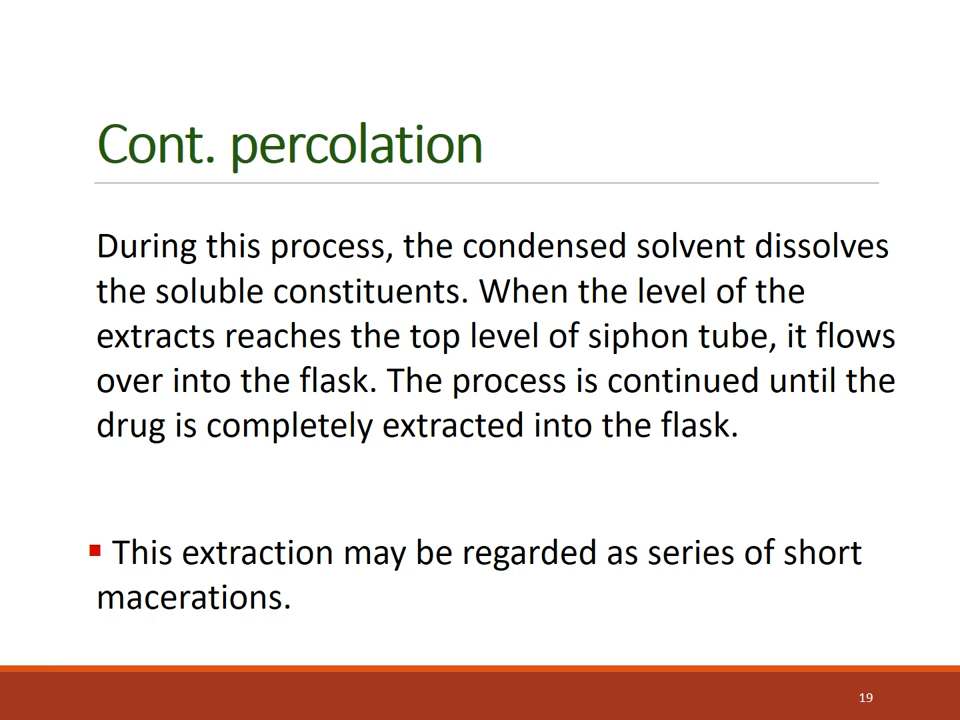 Cont. percolation
During this process, the condensed solvent dissolves
the soluble constituents. When the level of the
extracts reaches the top level of siphon tube, it flows
over into the flask. The process is continued until the
drug is completely extracted into the flask.
▪ This extraction may be regarded as series of short
macerations.
19